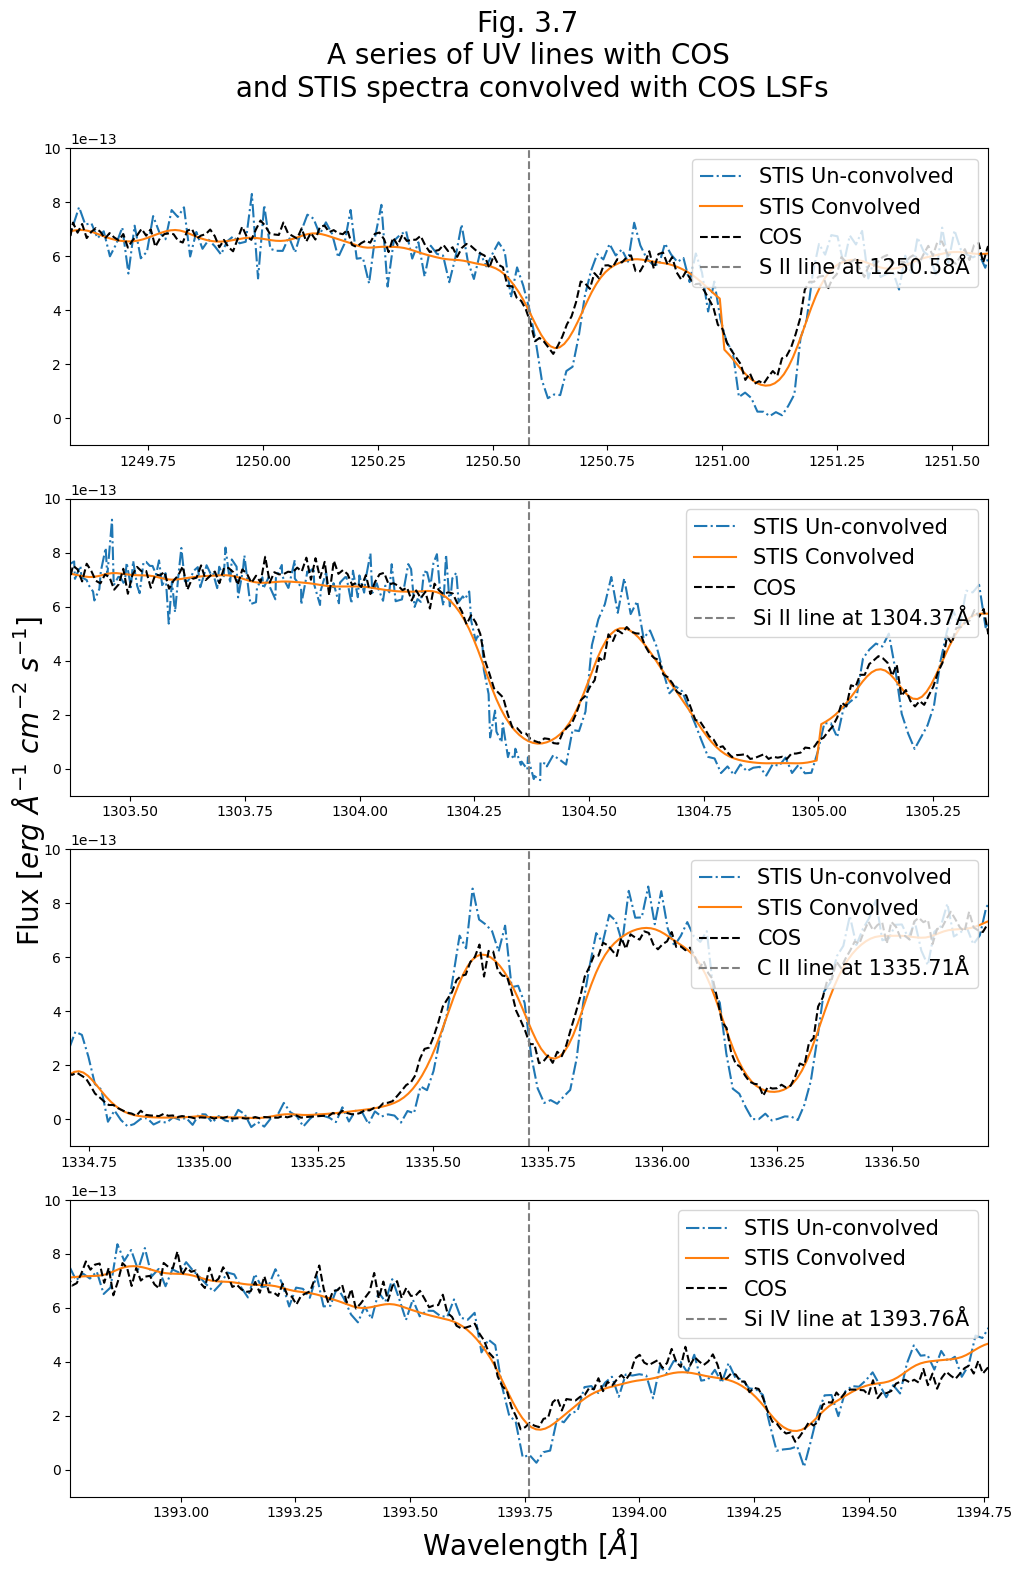 Fig. 3.7
A series of UV lines with COS
and STIS spectra convolved with COS LSFs
Flux [erg Å⁻¹ cm⁻² s⁻¹]
1e−13
10
8
6
4
2
0
STIS Un-convolved
STIS Convolved
COS
S II line at 1250.58Å
1249.75 1250.00 1250.25 1250.50 1250.75 1251.00 1251.25 1251.50
1e−13
10
8
6
4
2
0
STIS Un-convolved
STIS Convolved
COS
Si II line at 1304.37Å
1303.50 1303.75 1304.00 1304.25 1304.50 1304.75 1305.00 1305.25
1e−13
10
8
6
4
2
0
STIS Un-convolved
STIS Convolved
COS
C II line at 1335.71Å
1334.75 1335.00 1335.25 1335.50 1335.75 1336.00 1336.25 1336.50
1e−13
10
8
6
4
2
0
STIS Un-convolved
STIS Convolved
COS
Si IV line at 1393.76Å
1393.00 1393.25 1393.50 1393.75 1394.00 1394.25 1394.50 1394.75
Wavelength [Å]